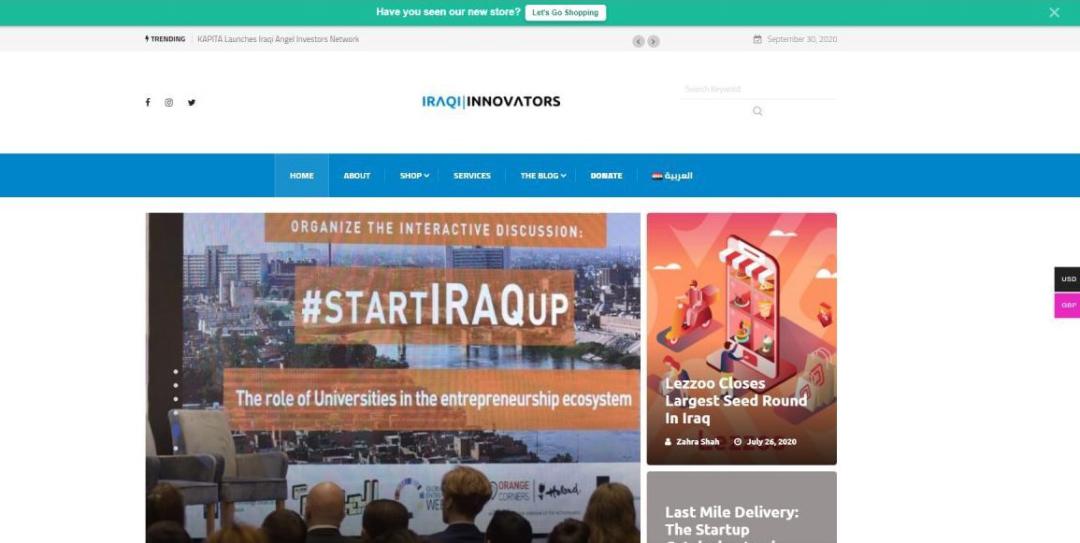 Have you seen our new store? Let's Go Shopping
TRENDING KAPITA Launches Iraqi Angel Investors Network
September 30, 2020
IRAQI|INNOVATORS
Search Keyword
HOME ABOUT SHOP SERVICES THE BLOG DONATE العربية
ORGANIZE THE INTERACTIVE DISCUSSION:
#STARTIRAQUP
The role of Universities in the entrepreneurship ecosystem
ORANGE
CORNERS
Lezzoo Closes
Largest Seed Round
In Iraq
Zahra Shah July 26, 2020
Last Mile Delivery:
The Startup
USD
GBP